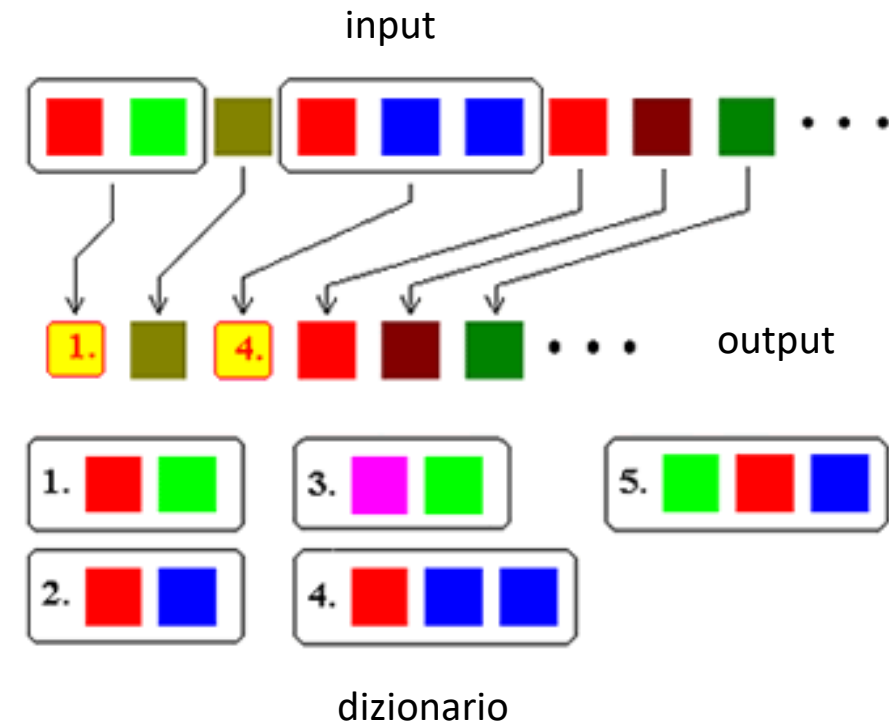 input
1.
4.
output
1.
3.
5.
2.
4.
dizionario